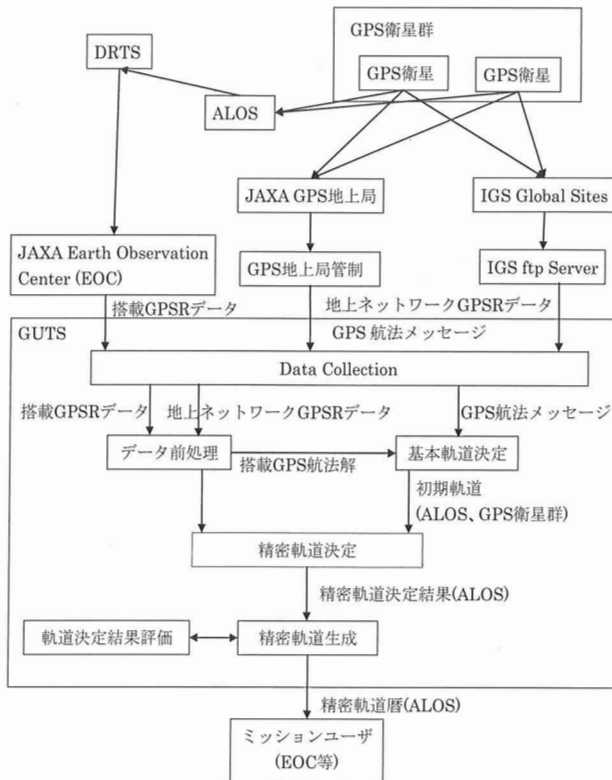 GPS衛星群
DRTS
GPS衛星
GPS衛星
ALOS
JAXA GPS地上局
IGS Global Sites
JAXA Earth Observation
Center (EOC)
GPS地上局管制
IGS ftp Server
搭載GPSRデータ
地上ネットワークGPSRデータ
GUTS
GPS 航法メッセージ
Data Collection
搭載GPSRデータ
地上ネットワークGPSRデータ
GPS航法メッセージ
データ前処理
搭載GPS航法解
基本軌道決定
初期軌道
(ALOS、GPS衛星群)
精密軌道決定
精密軌道決定結果(ALOS)
軌道決定結果評価
精密軌道生成
精密軌道暦(ALOS)
ミッションユーザ
(EOC等)